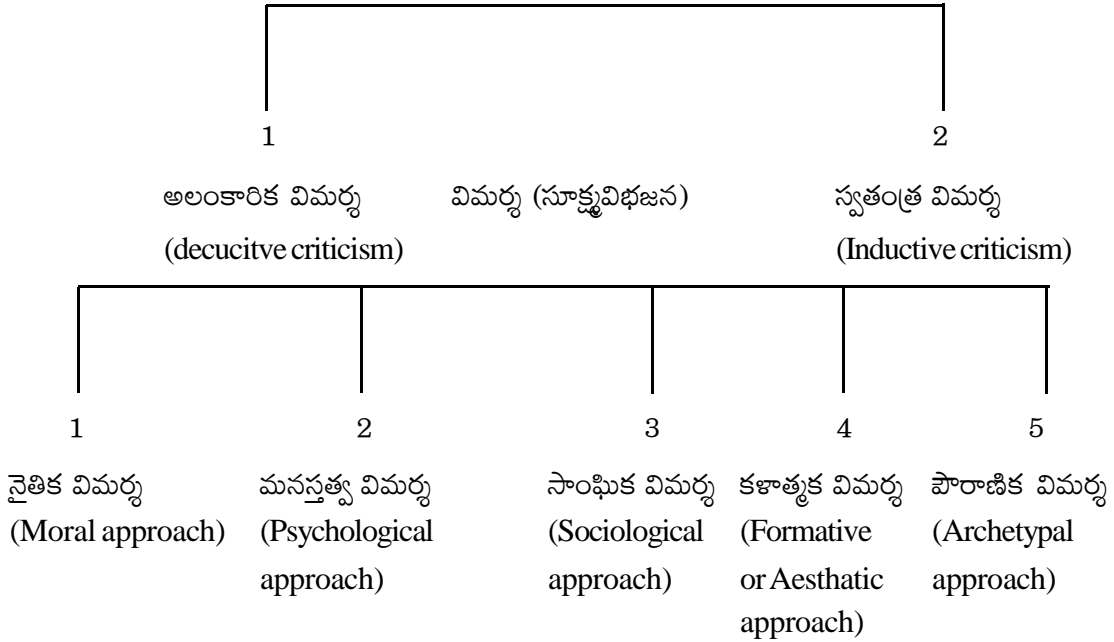 1 2
అలంకారిక విమర్శ విమర్శ (సూక్ష్మవిభజన) స్వతంత్ర విమర్శ
(decucitve criticism) (Inductive criticism)
1 2 3 4 5
నైతిక విమర్శ మనస్తత్వ విమర్శ సాంఘిక విమర్శ కళాత్మక విమర్శ పౌరాణిక విమర్శ
(Moral approach) (Psychological (Sociological (Formative (Archetypal
approach) approach) or Aesthatic approach)
approach)